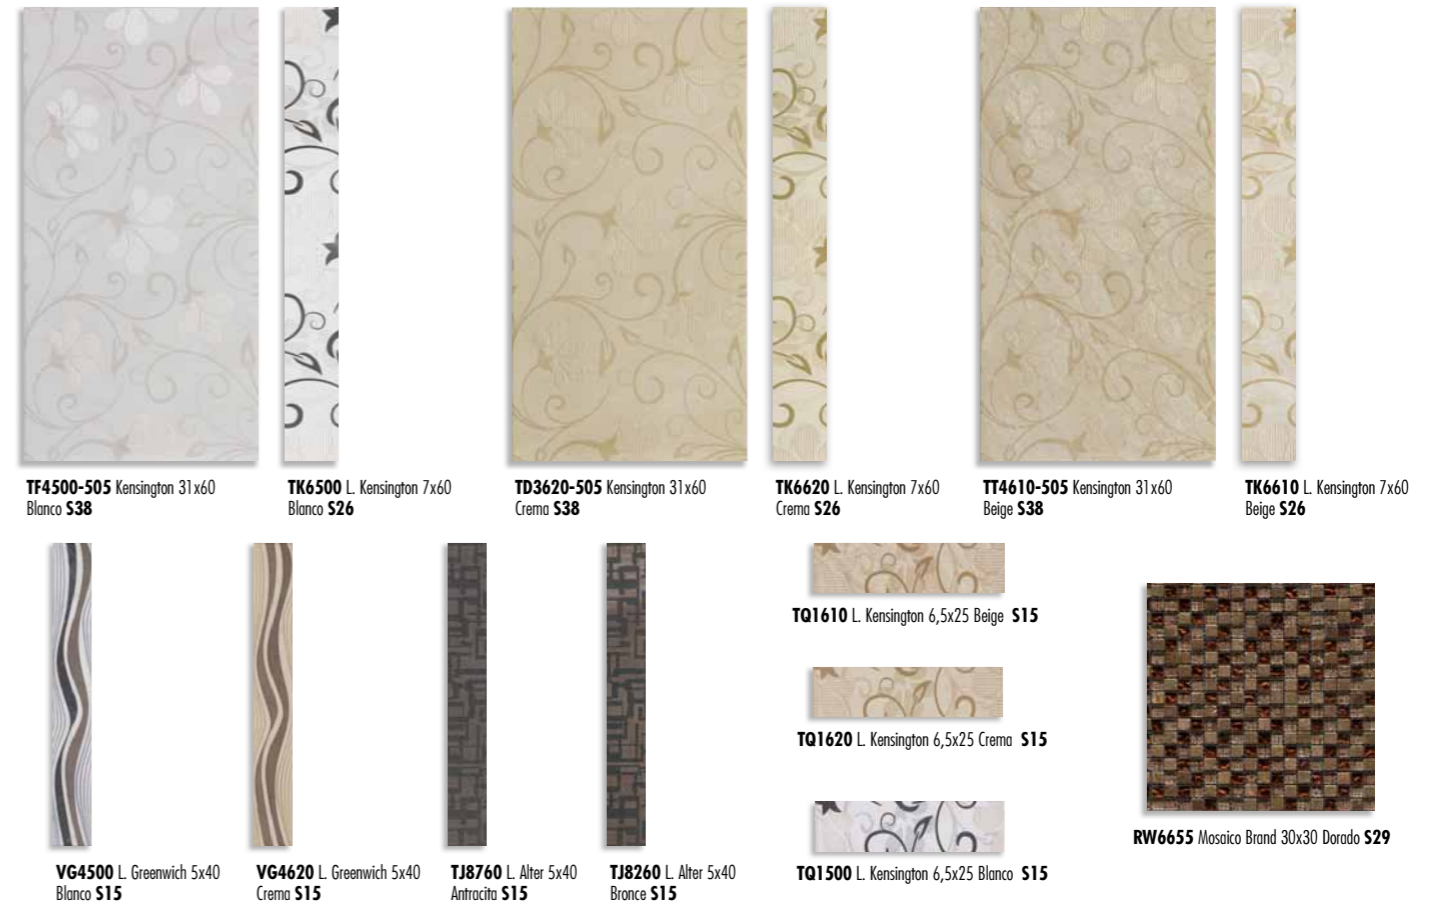 TF4500-505 Kensington 31x60
Blanco S38
TK6500 L. Kensington 7x60
Blanco S26
TD3620-505 Kensington 31x60
Crema S38
TK6620 L. Kensington 7x60
Crema S26
TT4610-505 Kensington 31x60
Beige S38
TK6610 L. Kensington 7x60
Beige S26
TQ1610 L. Kensington 6,5x25 Beige S15
TQ1620 L. Kensington 6,5x25 Crema S15
TQ1500 L. Kensington 6,5x25 Blanco S15
RW6655 Mosaico Brand 30x30 Dorado S29
VG4500 L. Greenwich 5x40
Blanco S15
VG4620 L. Greenwich 5x40
Crema S15
TJ8760 L. Alter 5x40
Antracita S15
TJ8260 L. Alter 5x40
Bronce S15